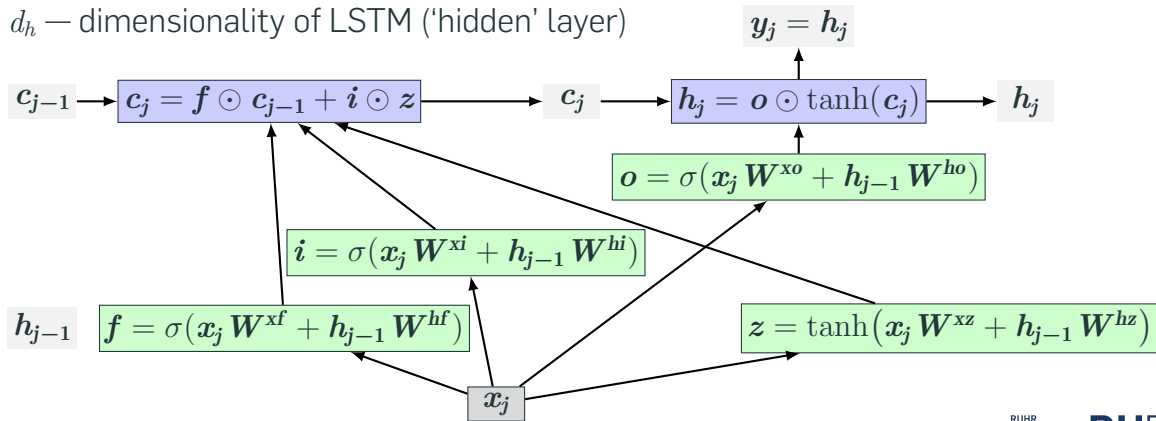 d_h — dimensionality of LSTM (‘hidden’ layer)
y_j = h_j
c_{j−1} c_j = f ⊙ c_{j−1} + i ⊙ z c_j h_j = o ⊙ tanh(c_j) h_j
o = σ(x_j W^{xo} + h_{j−1} W^{ho})
i = σ(x_j W^{xi} + h_{j−1} W^{hi})
h_{j−1} f = σ(x_j W^{xf} + h_{j−1} W^{hf}) z = tanh(x_j W^{xz} + h_{j−1} W^{hz})
x_j
RUHR